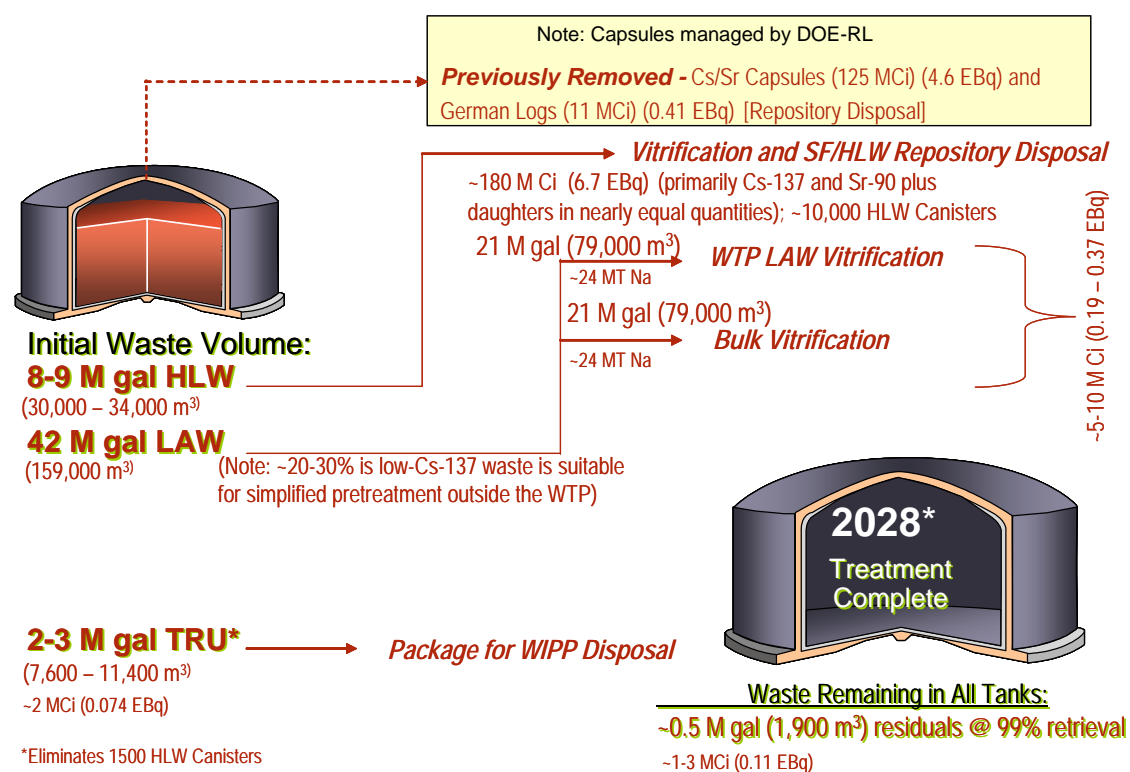 Note: Capsules managed by DOE-RL
Previously Removed - Cs/Sr Capsules (125 MCi) (4.6 EBq) and
German Logs (11 MCi) (0.41 EBq) [Repository Disposal]
Vitrification and SF/HLW Repository Disposal
~180 M Ci (6.7 EBq) (primarily Cs-137 and Sr-90 plus
daughters in nearly equal quantities); ~10,000 HLW Canisters
21 M gal (79,000 m³)
WTP LAW Vitrification
~24 MT Na
21 M gal (79,000 m³)
Bulk Vitrification
~24 MT Na
~5-10 M Ci (0.19 – 0.37 EBq)
Initial Waste Volume:
8-9 M gal HLW
(30,000 – 34,000 m³⁾
42 M gal LAW
(159,000 m³⁾
(Note: ~20-30% is low-Cs-137 waste is suitable
for simplified pretreatment outside the WTP)
2028*
Treatment
Complete
2-3 M gal TRU*
Package for WIPP Disposal
(7,600 – 11,400 m³⁾
~2 MCi (0.074 EBq)
Waste Remaining in All Tanks:
~0.5 M gal (1,900 m³) residuals @ 99% retrieval
~1-3 MCi (0.11 EBq)
*Eliminates 1500 HLW Canisters